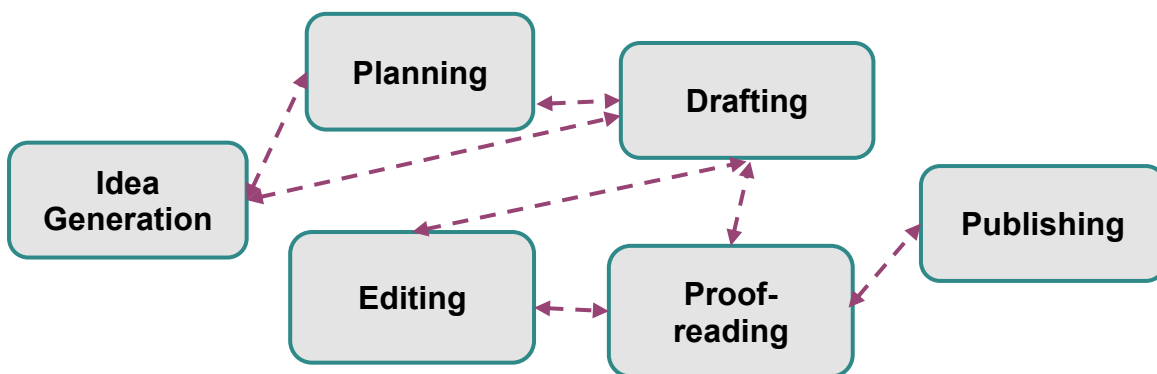 Planning
Drafting
Idea
Generation
Publishing
Editing
Proof-
reading